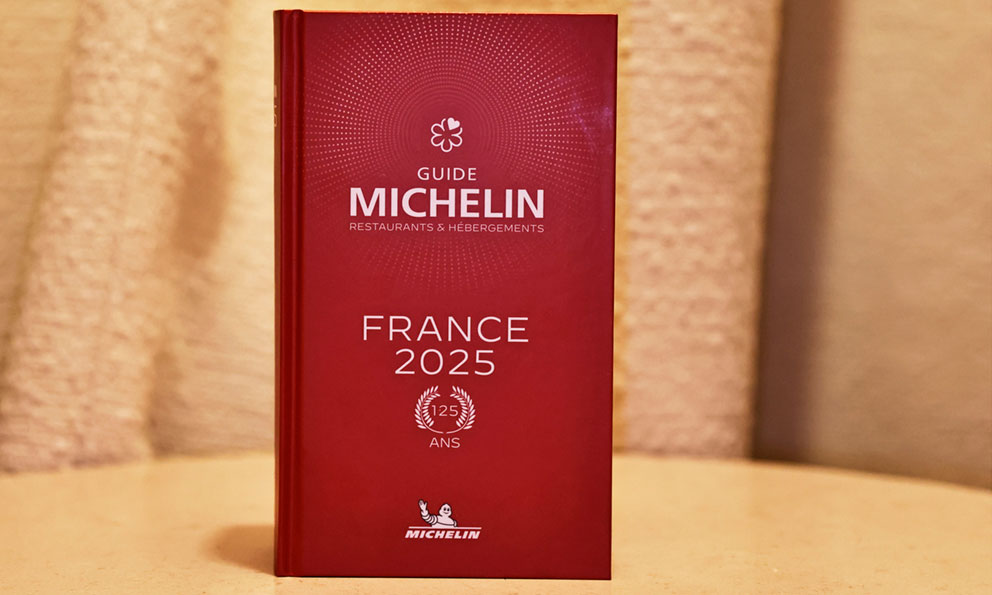 GUIDE
MICHELIN
RESTAURANTS & HÉBERGEMENTS
FRANCE
2025
125
ANS
MICHELIN